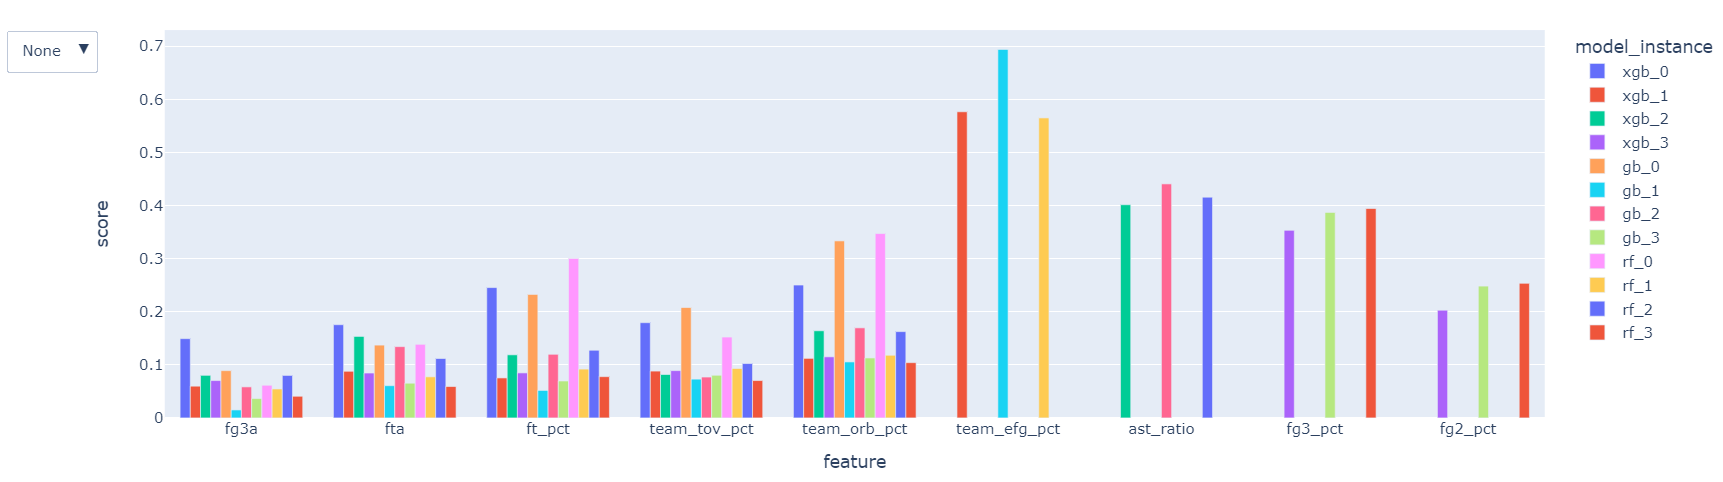 None ▼
0.7
0.6
0.5
0.4
0.3
0.2
0.1
0
score
fg3a fta ft_pct team_tov_pct team_orb_pct team_efg_pct ast_ratio fg3_pct fg2_pct
feature
model_instance
xgb_0
xgb_1
xgb_2
xgb_3
gb_0
gb_1
gb_2
gb_3
rf_0
rf_1
rf_2
rf_3